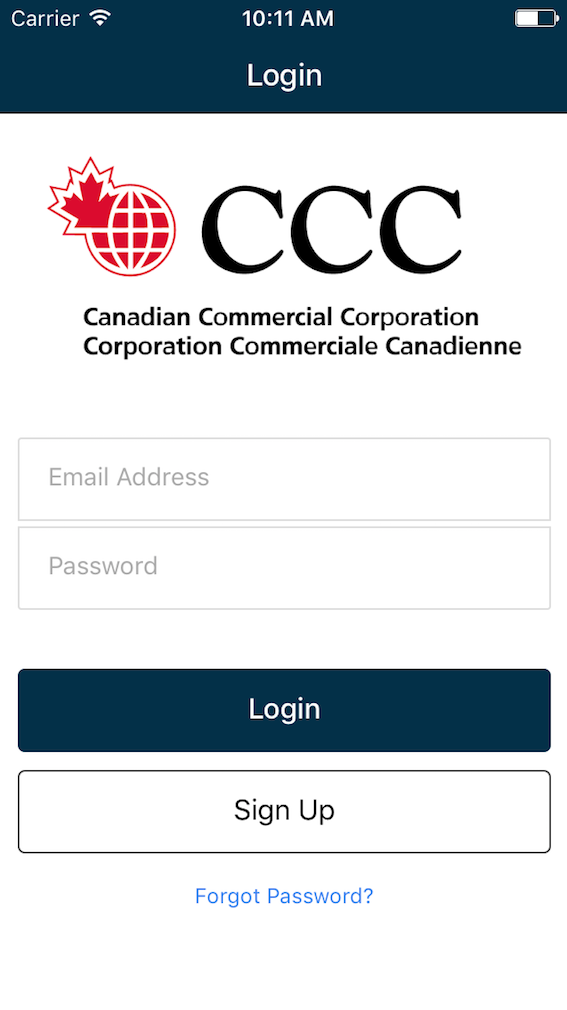 Carrier 10:11 AM
Login
CCC
Canadian Commercial Corporation
Corporation Commerciale Canadienne
Email Address
Password
Login
Sign Up
Forgot Password?